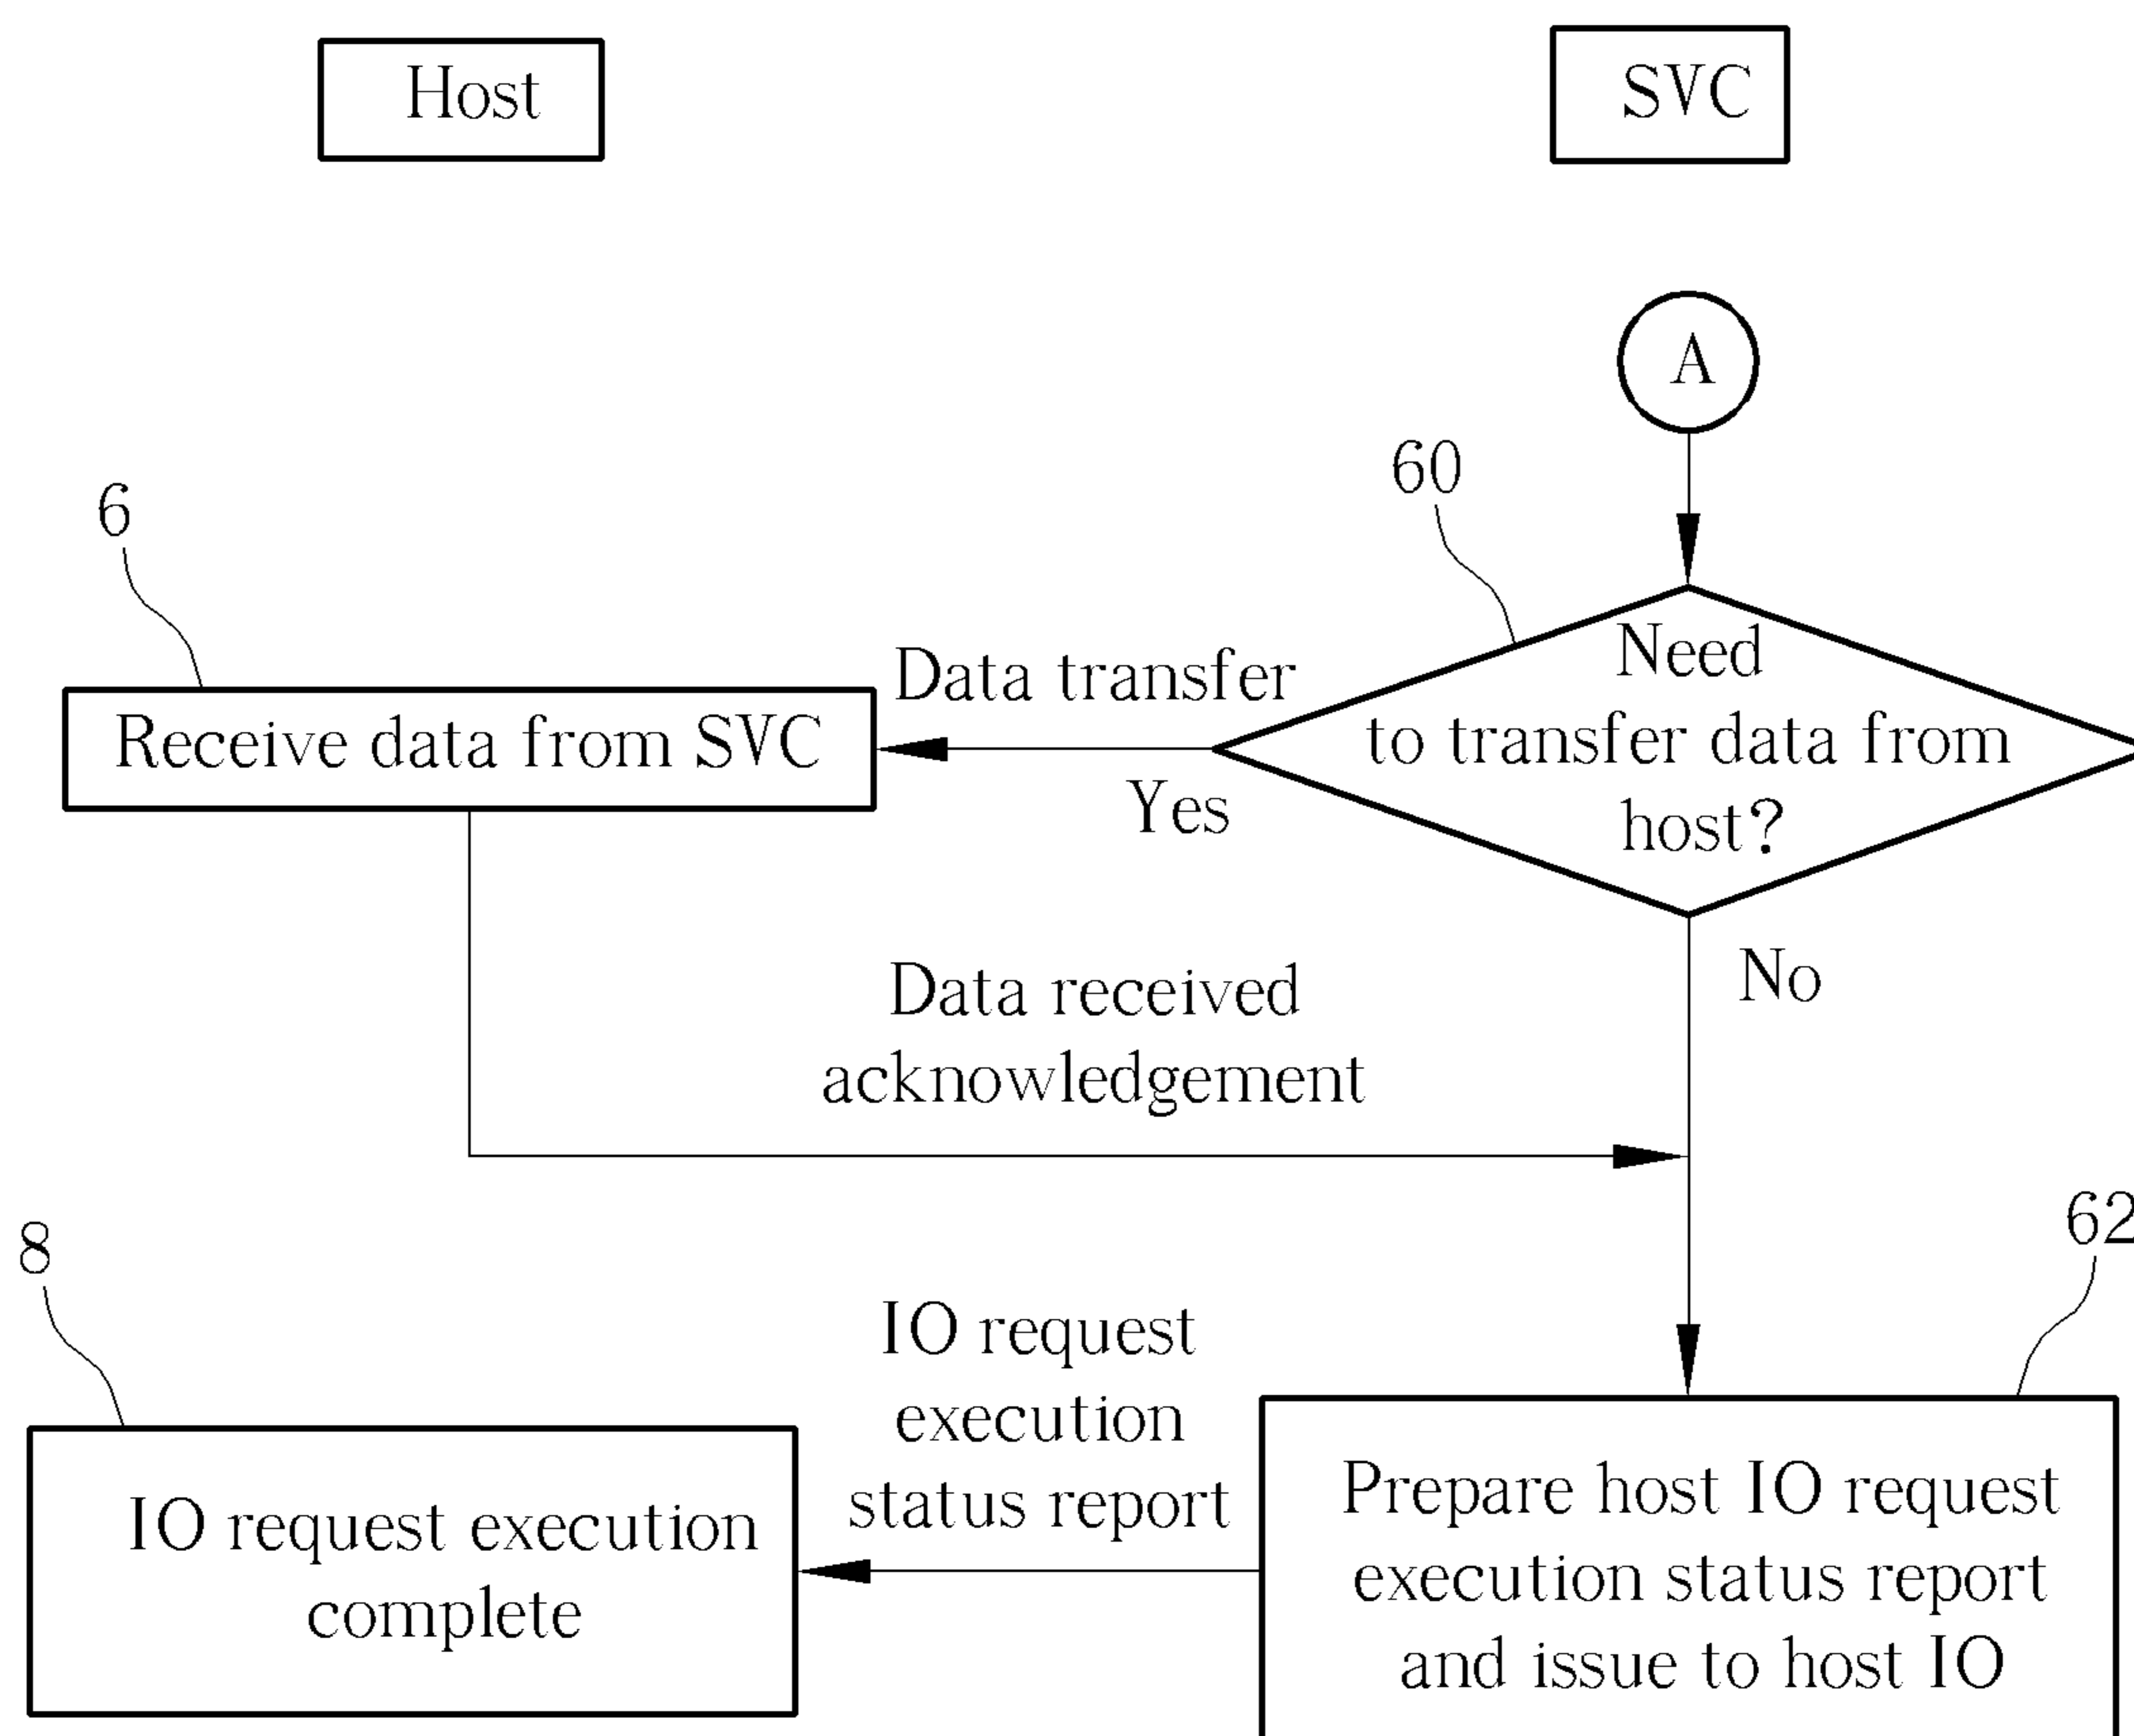 Host
SVC
A
60
6
Need
to transfer data from
host?
Data transfer
Yes
Receive data from SVC
No
Data received
acknowledgement
62
8
IO request
execution
status report
Prepare host IO request
execution status report
and issue to host IO
IO request execution
complete